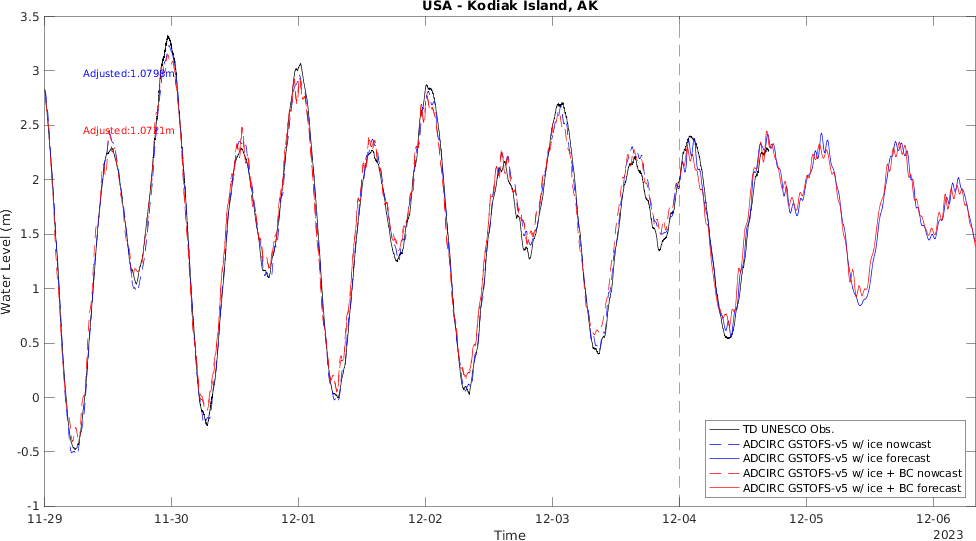 USA - Kodiak Island, AK
3.5
3
2.5
2
1.5
1
0.5
0
-0.5
-1
Water Level (m)
Adjusted:1.0798m
Adjusted:1.0721m
TD UNESCO Obs.
ADCIRC GSTOFS-v5 w/ ice nowcast
ADCIRC GSTOFS-v5 w/ ice forecast
ADCIRC GSTOFS-v5 w/ ice + BC nowcast
ADCIRC GSTOFS-v5 w/ ice + BC forecast
11-29 11-30 12-01 12-02 12-03 12-04 12-05 12-06
Time
2023